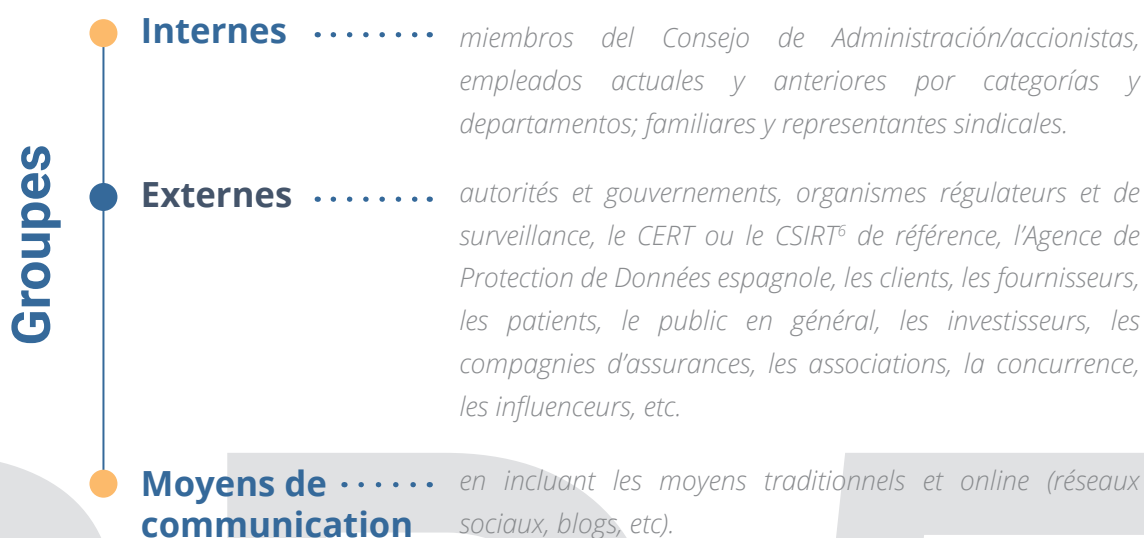 Groupes
Internes ........ miembros del Consejo de Administración/accionistas,
empleados actuales y anteriores por categorías y
departamentos; familiares y representantes sindicales.
Externes ........ autorités et gouvernements, organismes régulateurs et de
surveillance, le CERT ou le CSIRT⁶ de référence, l’Agence de
Protection de Données espagnole, les clients, les fournisseurs,
les patients, le public en général, les investisseurs, les
compagnies d’assurances, les associations, la concurrence,
les influenceurs, etc.
Moyens de ...... en incluant les moyens traditionnels et online (réseaux
communication sociaux, blogs, etc).